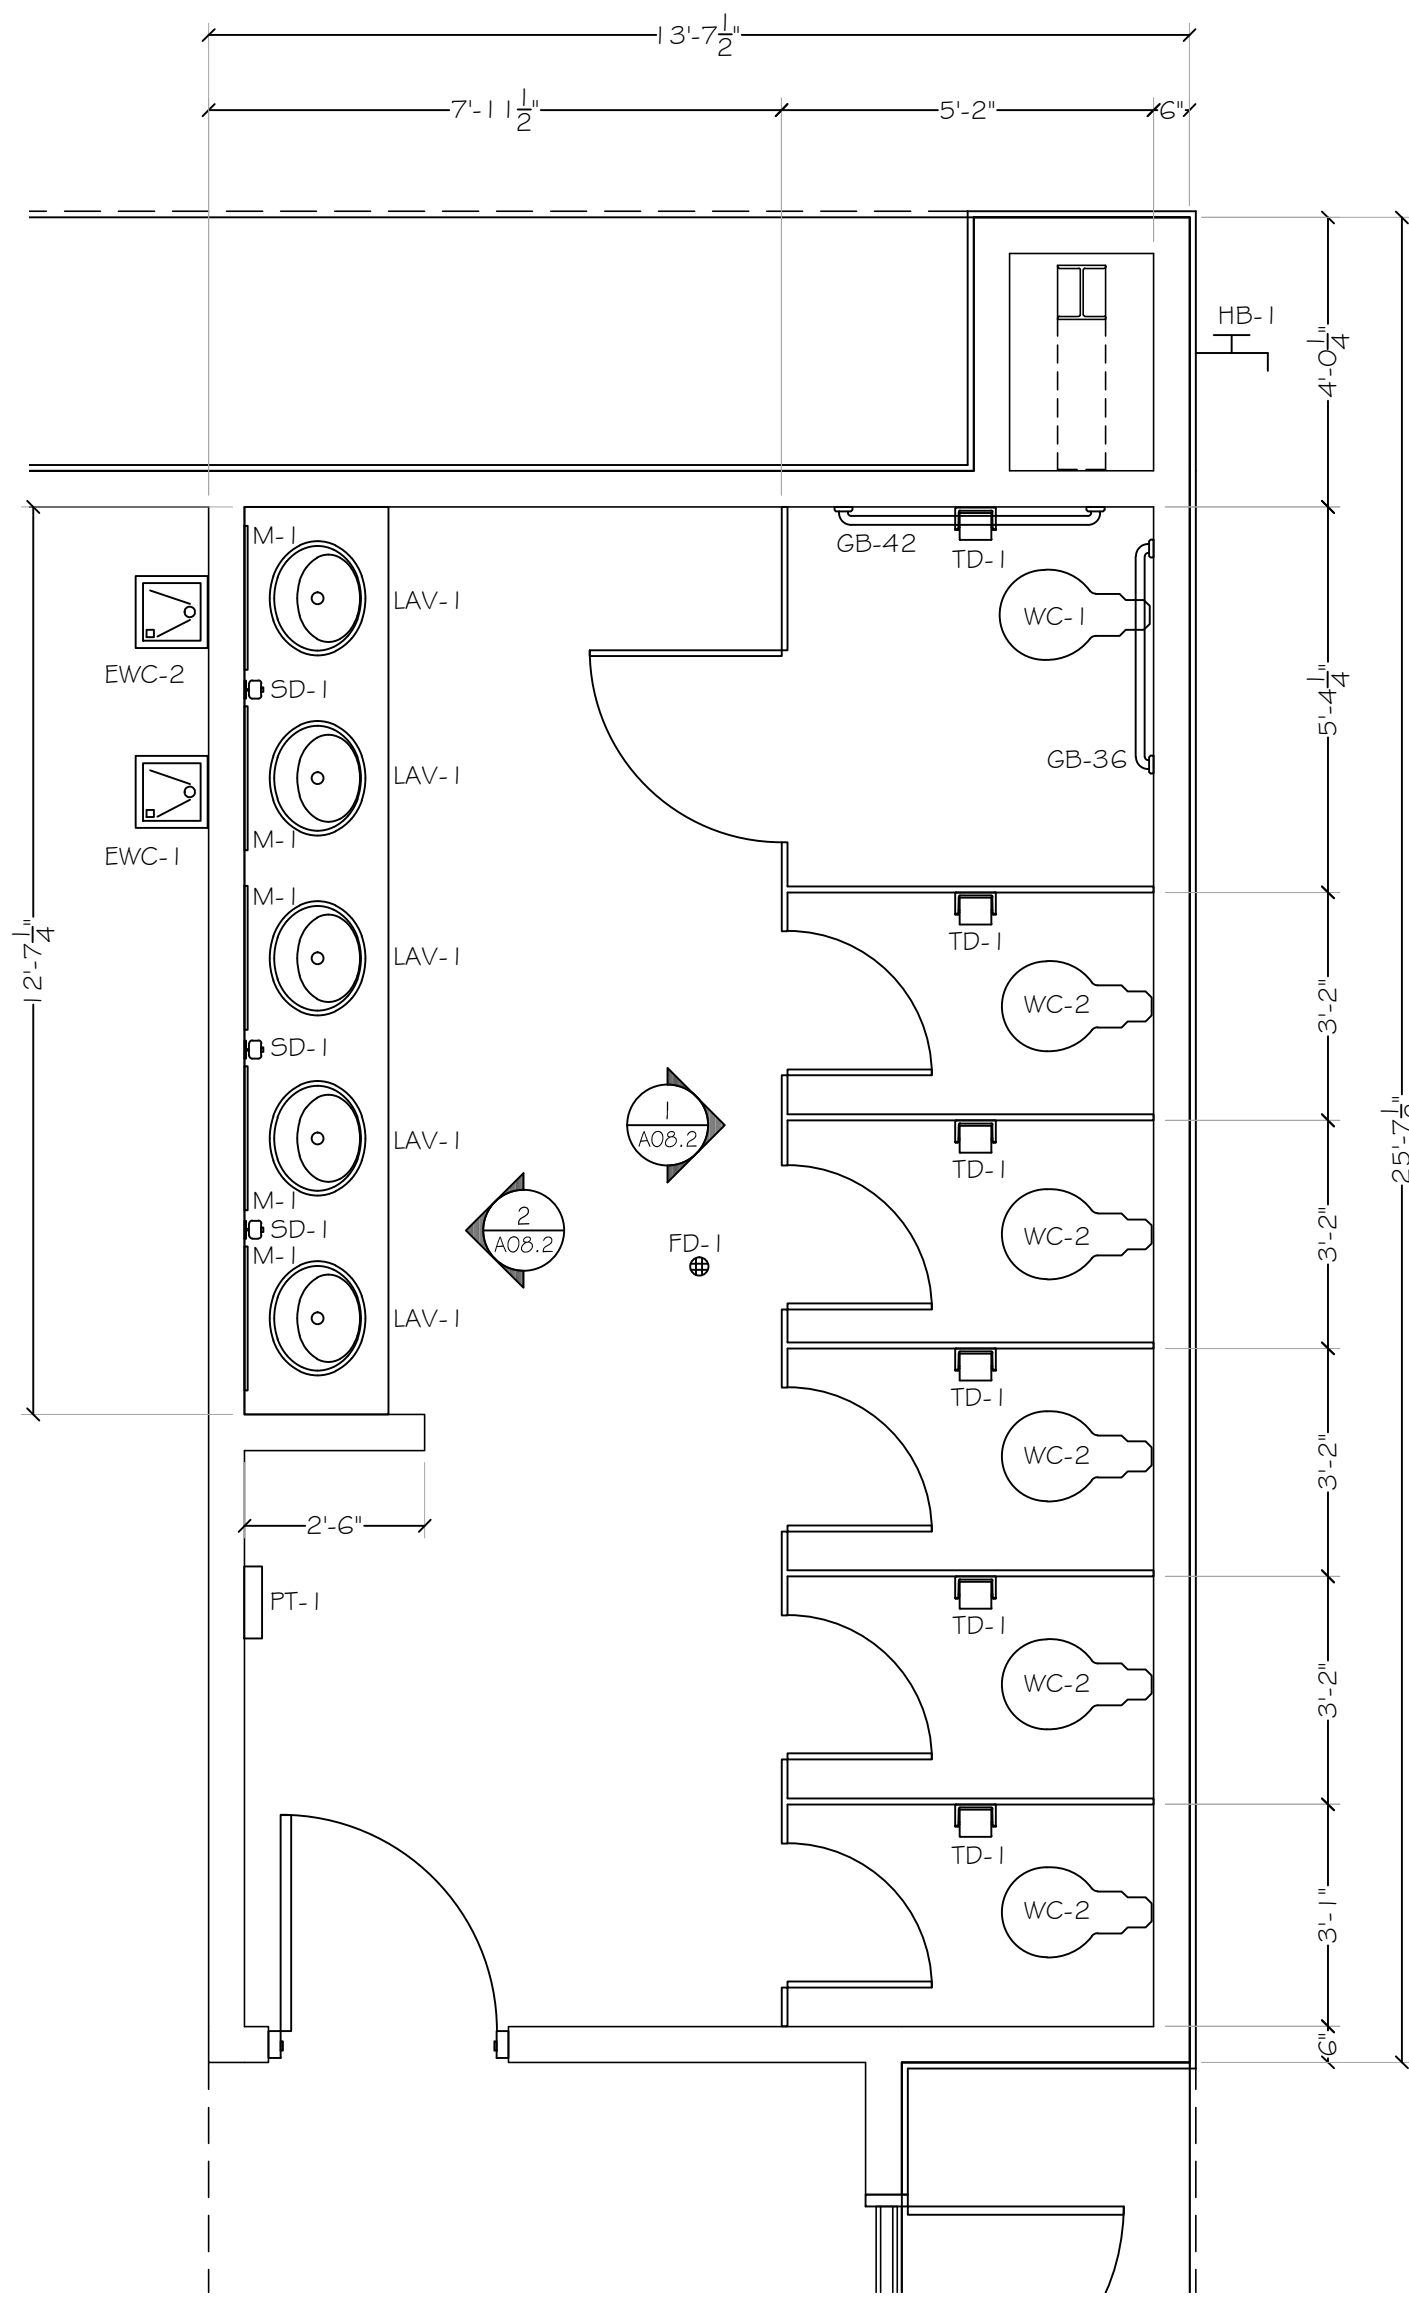 13'-7 1/2"
7'-11 1/2"
5'-2"
6"
HB-1
4'-0 1/4"
M-1
GB-42
TD-1
LAV-1
WC-1
EWC-2
SD-1
5'-4 1/4"
GB-36
LAV-1
M-1
EWC-1
M-1
12'-7 1/4"
LAV-1
TD-1
WC-2
3'-2"
SD-1
1
A08.2
LAV-1
25'-7 1/
TD-1
M-1
2
A08.2
SD-1
FD-1
WC-2
3'-2"
M-1
LAV-1
TD-1
WC-2
3'-2"
2'-6"
PT-1
TD-1
WC-2
3'-2"
TD-1
WC-2
3'-1"
6"